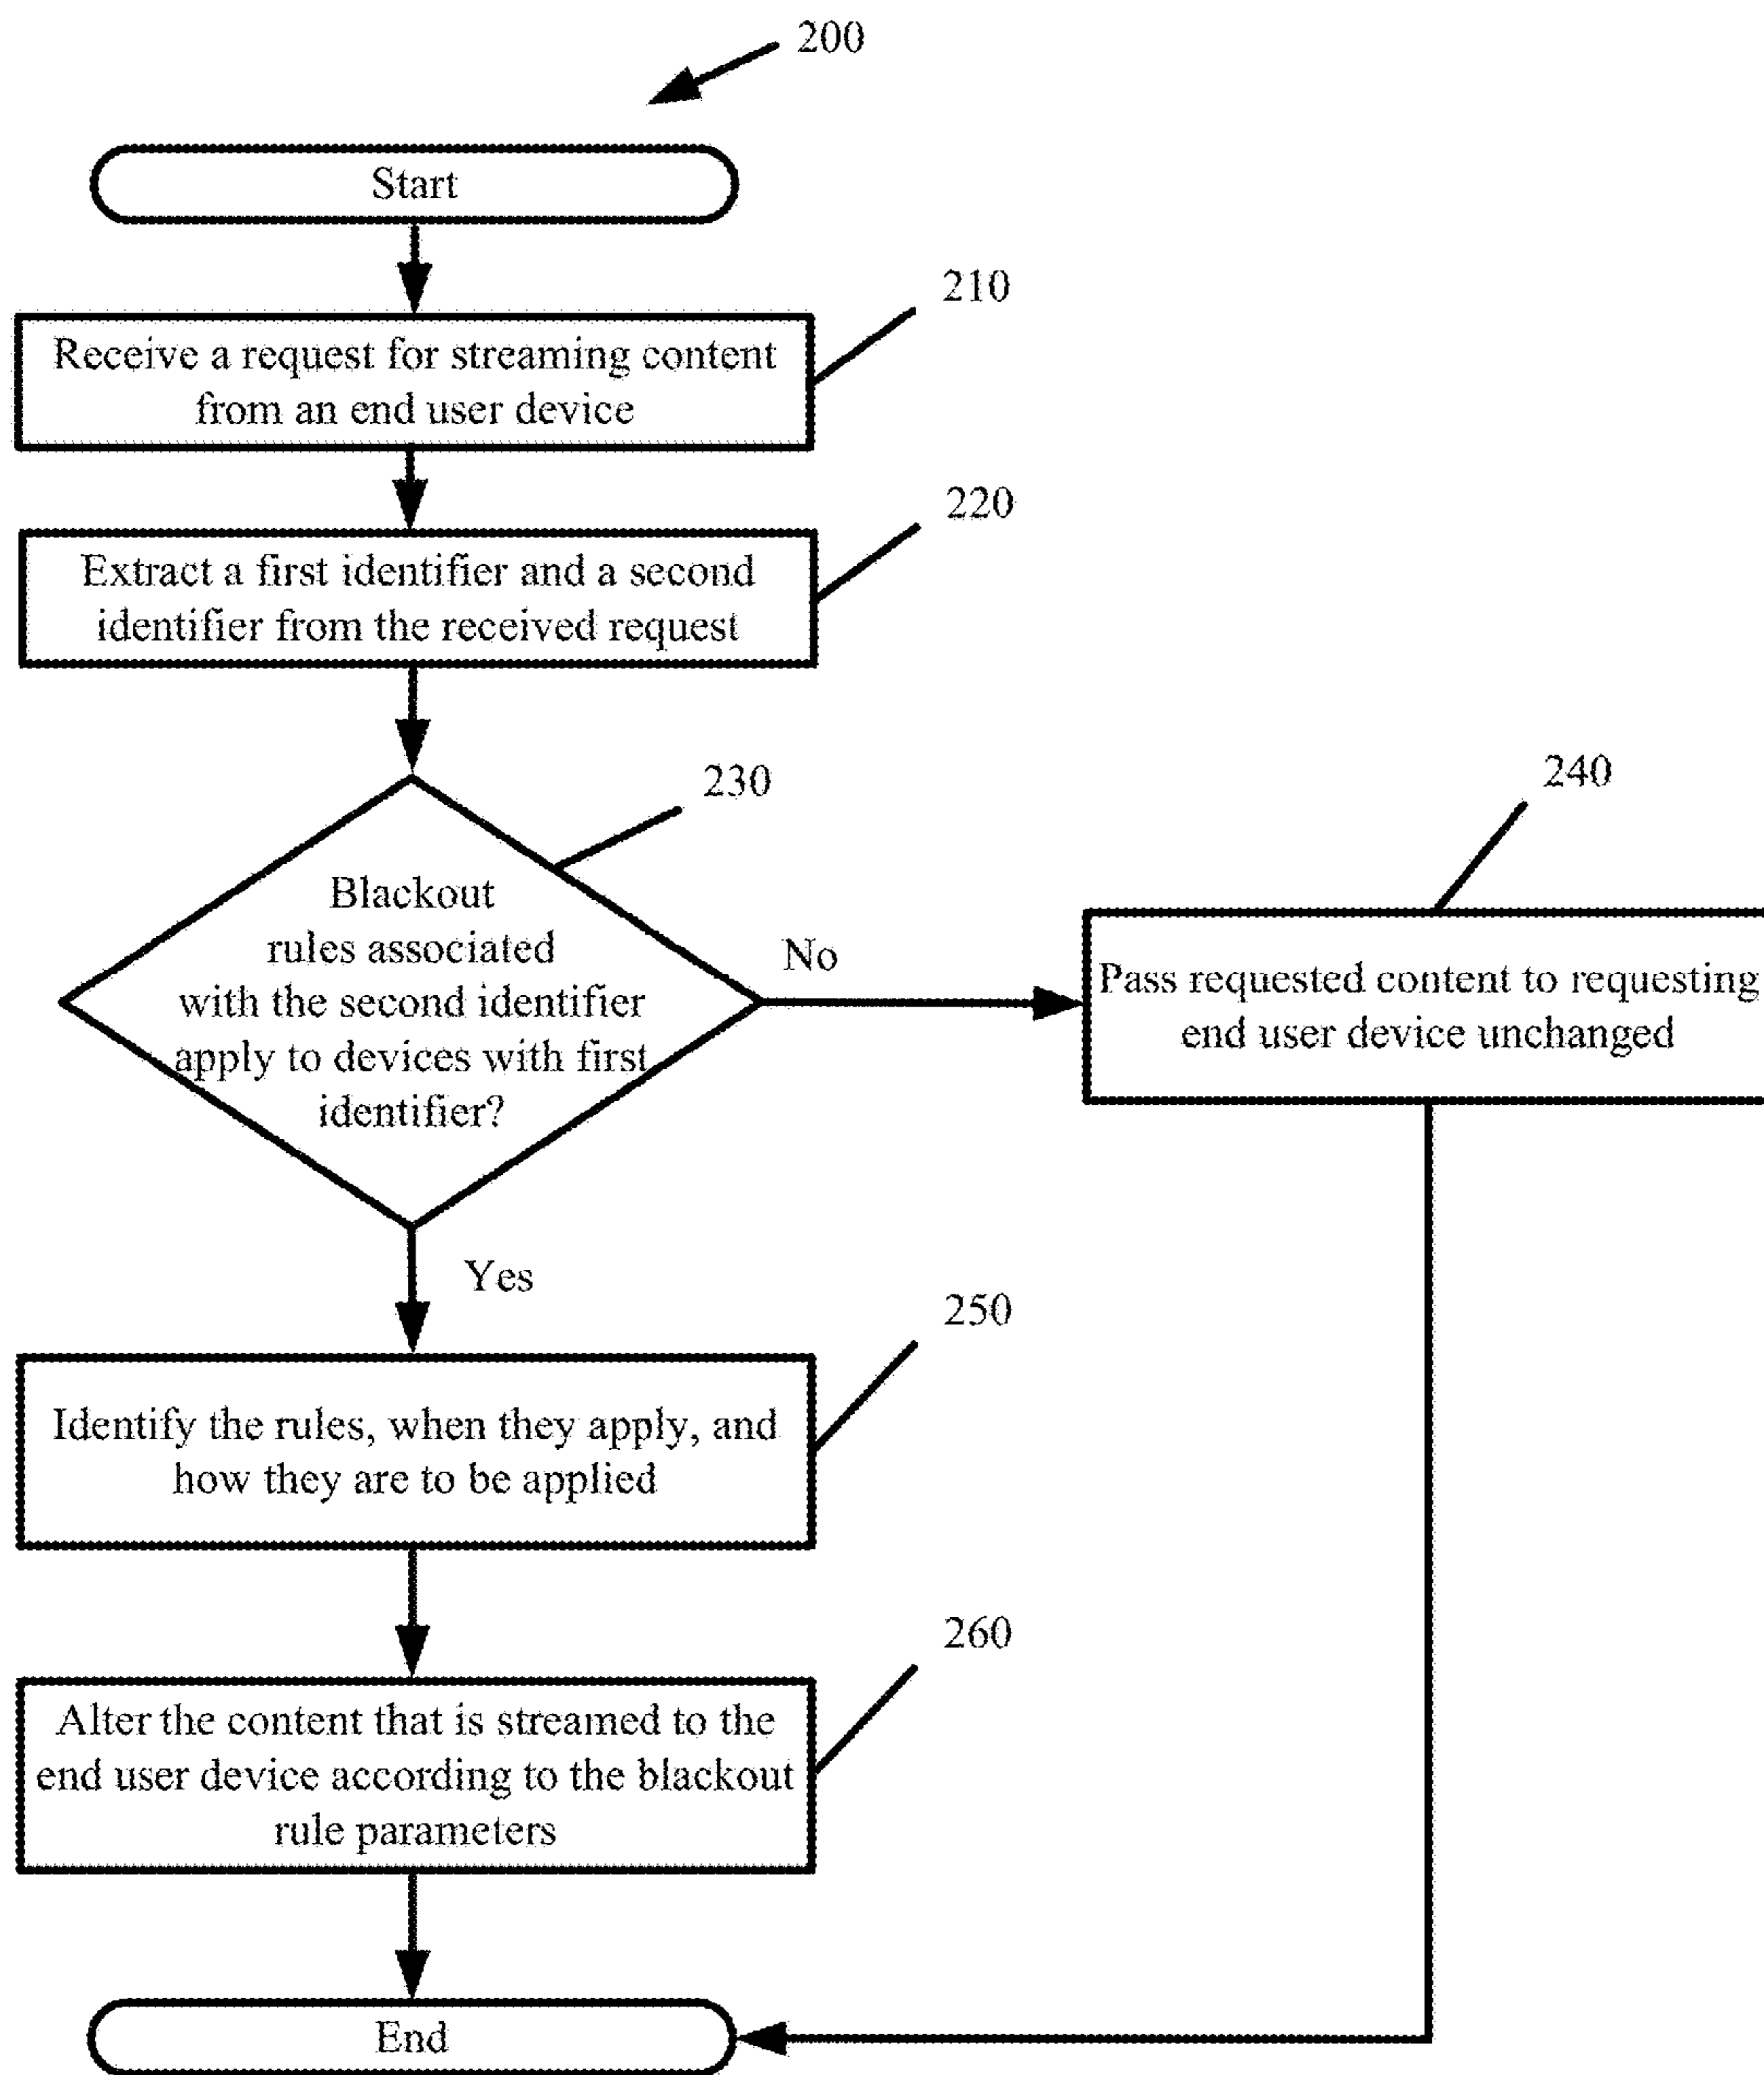 200
Start
210
Receive a request for streaming content
from an end user device
220
Extract a first identifier and a second
identifier from the received request
230
Blackout
rules associated
with the second identifier
apply to devices with first
identifier?
No
240
Pass requested content to requesting
end user device unchanged
Yes
250
Identify the rules, when they apply, and
how they are to be applied
260
Alter the content that is streamed to the
end user device according to the blackout
rule parameters
End